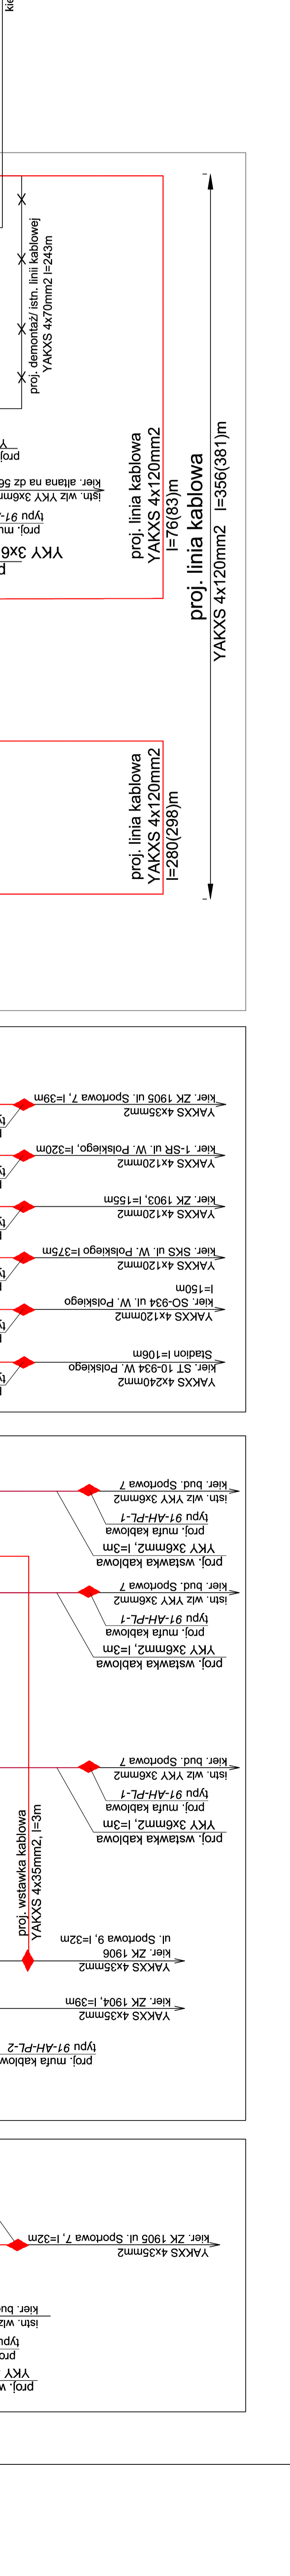 proj. demontaż/ istn. linii kablowej
YAKXS 4x70mm2 l=243m
kier. altana na dz 56
istn. wlz YKY 3x6mm
typu 91-
proj. mu
YKY 3x6
proj. linia kablowa
YAKXS 4x120mm2
l=76(83)m
proj. linia kablowa
YAKXS 4x120mm2 l=356(381)m
proj. linia kablowa
YAKXS 4x120mm2
l=280(298)m
kier. ZK 1905 ul. Sportowa 7, l=39m
YAKXS 4x35mm2
kier. 1-SR ul. W. Polskiego, l=320m
YAKXS 4x120mm2
kier. ZK 1903, l=155m
YAKXS 4x120mm2
kier. SKS ul. W. Polskiego l=375m
YAKXS 4x120mm2
l=150m
kier. SO-934 ul. W. Polskiego
YAKXS 4x120mm2
Stadion l=106m
kier. ST 10-934 W. Polskiego
YAKXS 4x240mm2
kier. bud. Sportowa 7
istn. wlz YKY 3x6mm2
typu 91-AH-PL-1
proj. mufa kablowa
YKY 3x6mm2, l=3m
proj. wstawka kablowa
kier. bud. Sportowa 7
istn. wlz YKY 3x6mm2
typu 91-AH-PL-1
proj. mufa kablowa
YKY 3x6mm2, l=3m
proj. wstawka kablowa
kier. bud. Sportowa 7
istn. wlz YKY 3x6mm2
typu 91-AH-PL-1
proj. mufa kablowa
YKY 3x6mm2, l=3m
proj. wstawka kablowa
proj. wstawka kablowa
YAKXS 4x35mm2, l=3m
ul. Sportowa 9, l=32m
kier. ZK 1906
YAKXS 4x35mm2
kier. ZK 1904, l=39m
YAKXS 4x35mm2
typu 91-AH-PL-2
proj. mufa kablow
kier. ZK 1905 ul. Sportowa 7, l=32m
YAKXS 4x35mm2
kier. bu
istn. wlz
typu
pro
YKY
proj. w